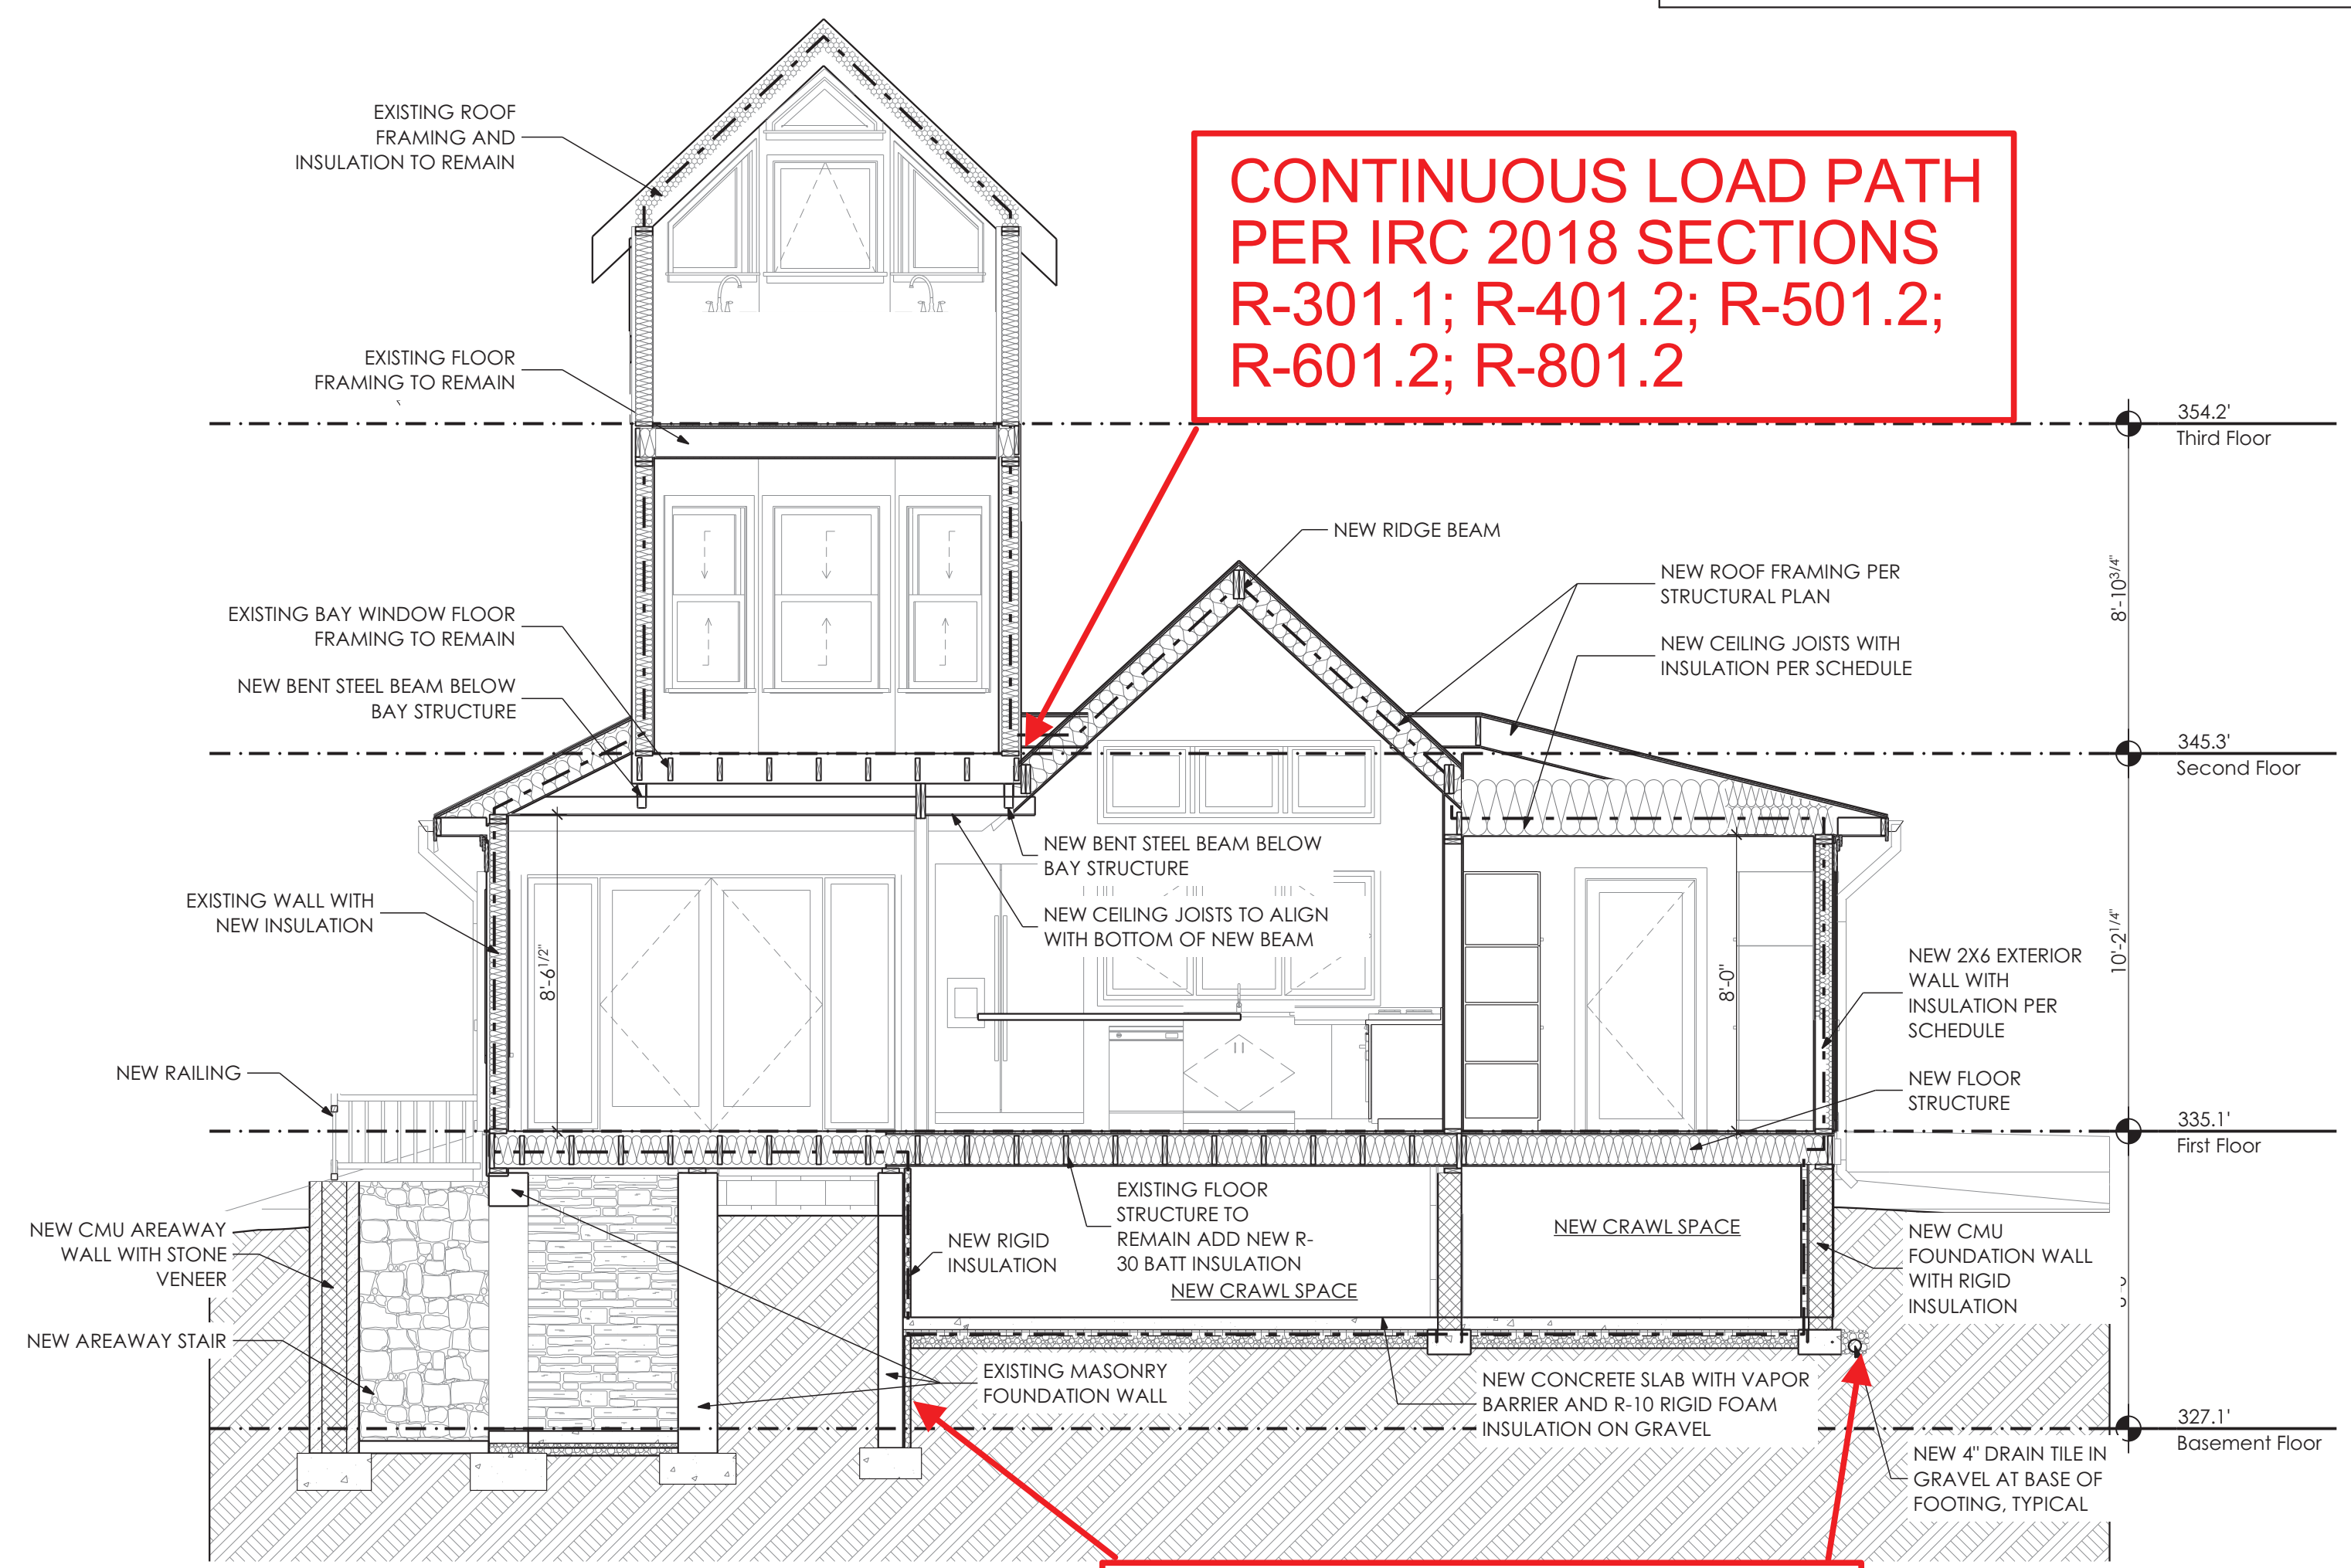 EXISTING ROOF
FRAMING AND
INSULATION TO REMAIN
CONTINUOUS LOAD PATH
PER IRC 2018 SECTIONS
R-301.1; R-401.2; R-501.2;
R-601.2; R-801.2
EXISTING FLOOR
FRAMING TO REMAIN
354.2'
Third Floor
NEW RIDGE BEAM
NEW ROOF FRAMING PER
STRUCTURAL PLAN
8'-10 3/4"
EXISTING BAY WINDOW FLOOR
FRAMING TO REMAIN
NEW CEILING JOISTS WITH
INSULATION PER SCHEDULE
NEW BENT STEEL BEAM BELOW
BAY STRUCTURE
345.3'
Second Floor
NEW BENT STEEL BEAM BELOW
BAY STRUCTURE
EXISTING WALL WITH
NEW INSULATION
NEW CEILING JOISTS TO ALIGN
WITH BOTTOM OF NEW BEAM
8'-6 1/2"
8'-0"
10'-2 1/4"
NEW 2X6 EXTERIOR
WALL WITH
INSULATION PER
SCHEDULE
NEW RAILING
NEW FLOOR
STRUCTURE
335.1'
First Floor
EXISTING FLOOR
STRUCTURE TO
REMAIN ADD NEW R-
30 BATT INSULATION
NEW CMU AREAWAY
WALL WITH STONE
VENEER
NEW RIGID
INSULATION
NEW CRAWL SPACE
NEW CRAWL SPACE
NEW CMU
FOUNDATION WALL
WITH RIGID
INSULATION
NEW AREAWAY STAIR
EXISTING MASONRY
FOUNDATION WALL
NEW CONCRETE SLAB WITH VAPOR
BARRIER AND R-10 RIGID FOAM
INSULATION ON GRAVEL
327.1'
Basement Floor
NEW 4" DRAIN TILE IN
GRAVEL AT BASE OF
FOOTING, TYPICAL